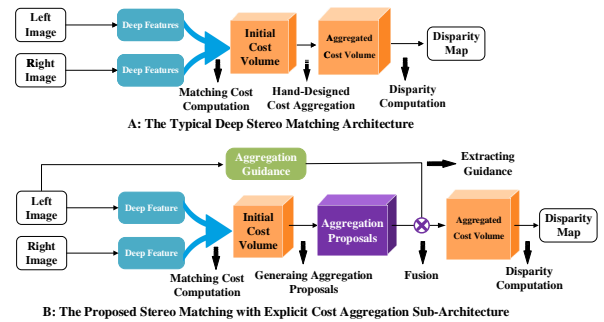 Left
Image
Deep Features
Initial
Cost
Volume
Aggregated
Cost Volume
Disparity
Map
Right
Image
Deep Features
Matching Cost
Computation
Hand-Designed
Cost Aggregation
Disparity
Computation
A: The Typical Deep Stereo Matching Architecture
Aggregation
Guidance
Extracting
Guidance
Left
Image
Deep Feature
Initial
Cost
Volume
Aggregation
Proposals
Aggregated
Cost Volume
Disparity
Map
Right
Image
Deep Feature
Matching Cost
Computation
Generaing Aggregation
Proposals
Fusion
Disparity
Computation
B: The Proposed Stereo Matching with Explicit Cost Aggregation Sub-Architecture